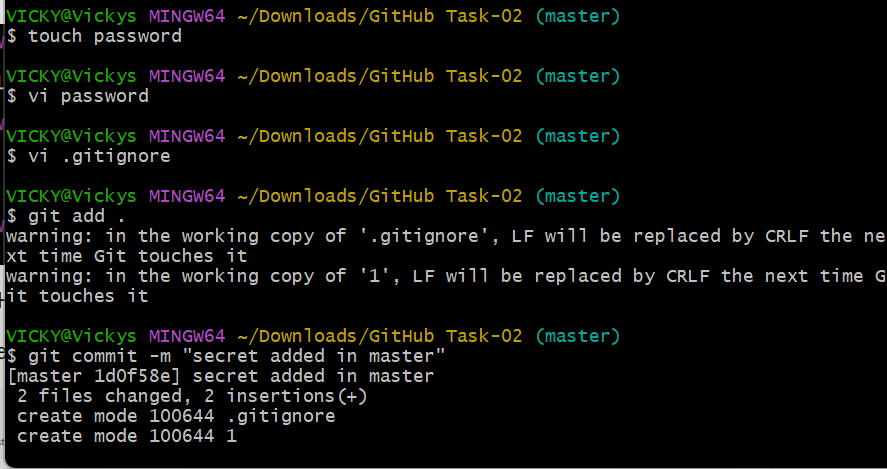 VICKY@Vickys MINGW64 ~/Downloads/GitHub Task-02 (master)
$ touch password
VICKY@Vickys MINGW64 ~/Downloads/GitHub Task-02 (master)
$ vi password
VICKY@Vickys MINGW64 ~/Downloads/GitHub Task-02 (master)
$ vi .gitignore
VICKY@Vickys MINGW64 ~/Downloads/GitHub Task-02 (master)
$ git add .
warning: in the working copy of '.gitignore', LF will be replaced by CRLF the ne
xt time Git touches it
warning: in the working copy of '1', LF will be replaced by CRLF the next time G
it touches it
VICKY@Vickys MINGW64 ~/Downloads/GitHub Task-02 (master)
$ git commit -m "secret added in master"
[master 1d0f58e] secret added in master
 2 files changed, 2 insertions(+)
 create mode 100644 .gitignore
 create mode 100644 1